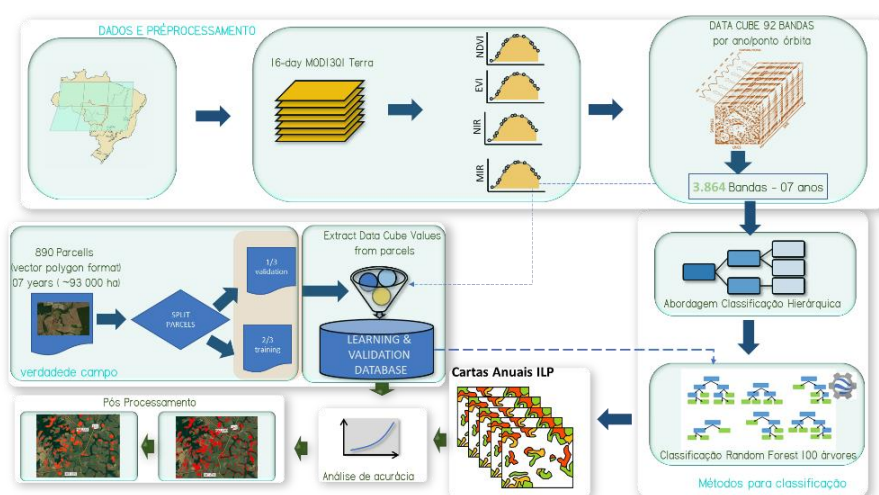 DADOS E PRÉPROCESSAMENTO
16-day MOD13Q1 Terra
NDVI
EVI
NIR
MIR
DATA CUBE 92 BANDAS
por ano/ponto órbita
3.864 Bandas - 07 anos
890 Parcells
(vector polygon format)
07 years (~93 000 ha)
SPLIT
PARCELS
1/3
validation
2/3
training
verdadede campo
Extract Data Cube Values
from parcels
LEARNING &
VALIDATION
DATABASE
Abordagem Classificação Hierárquica
Classificação Random Forest 100 árvores
Métodos para classificação
Cartas Anuais ILP
Análise de acurácia
Pós Processamento